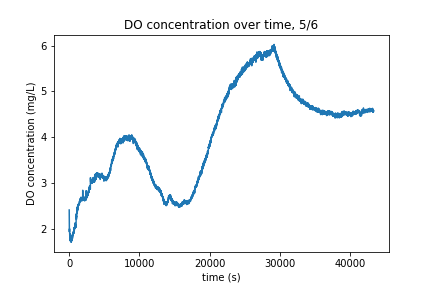 DO concentration over time, 5/6
6
5
4
3
2
DO concentration (mg/L)
0 10000 20000 30000 40000
time (s)